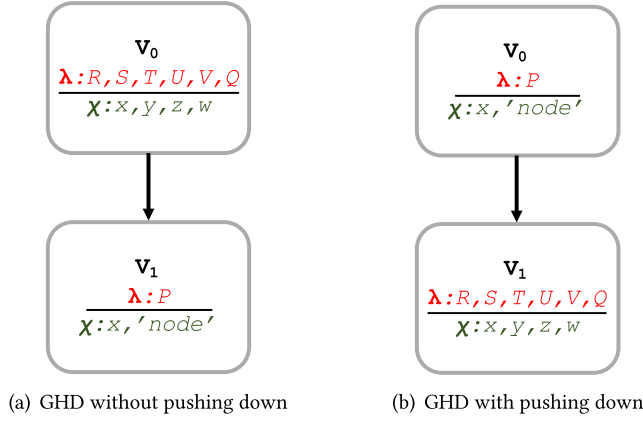 v₀
λ:R,S,T,U,V,Q
χ:x,y,z,w
v₁
λ:P
χ:x,'node'
(a) GHD without pushing down
v₀
λ:P
χ:x,'node'
v₁
λ:R,S,T,U,V,Q
χ:x,y,z,w
(b) GHD with pushing down